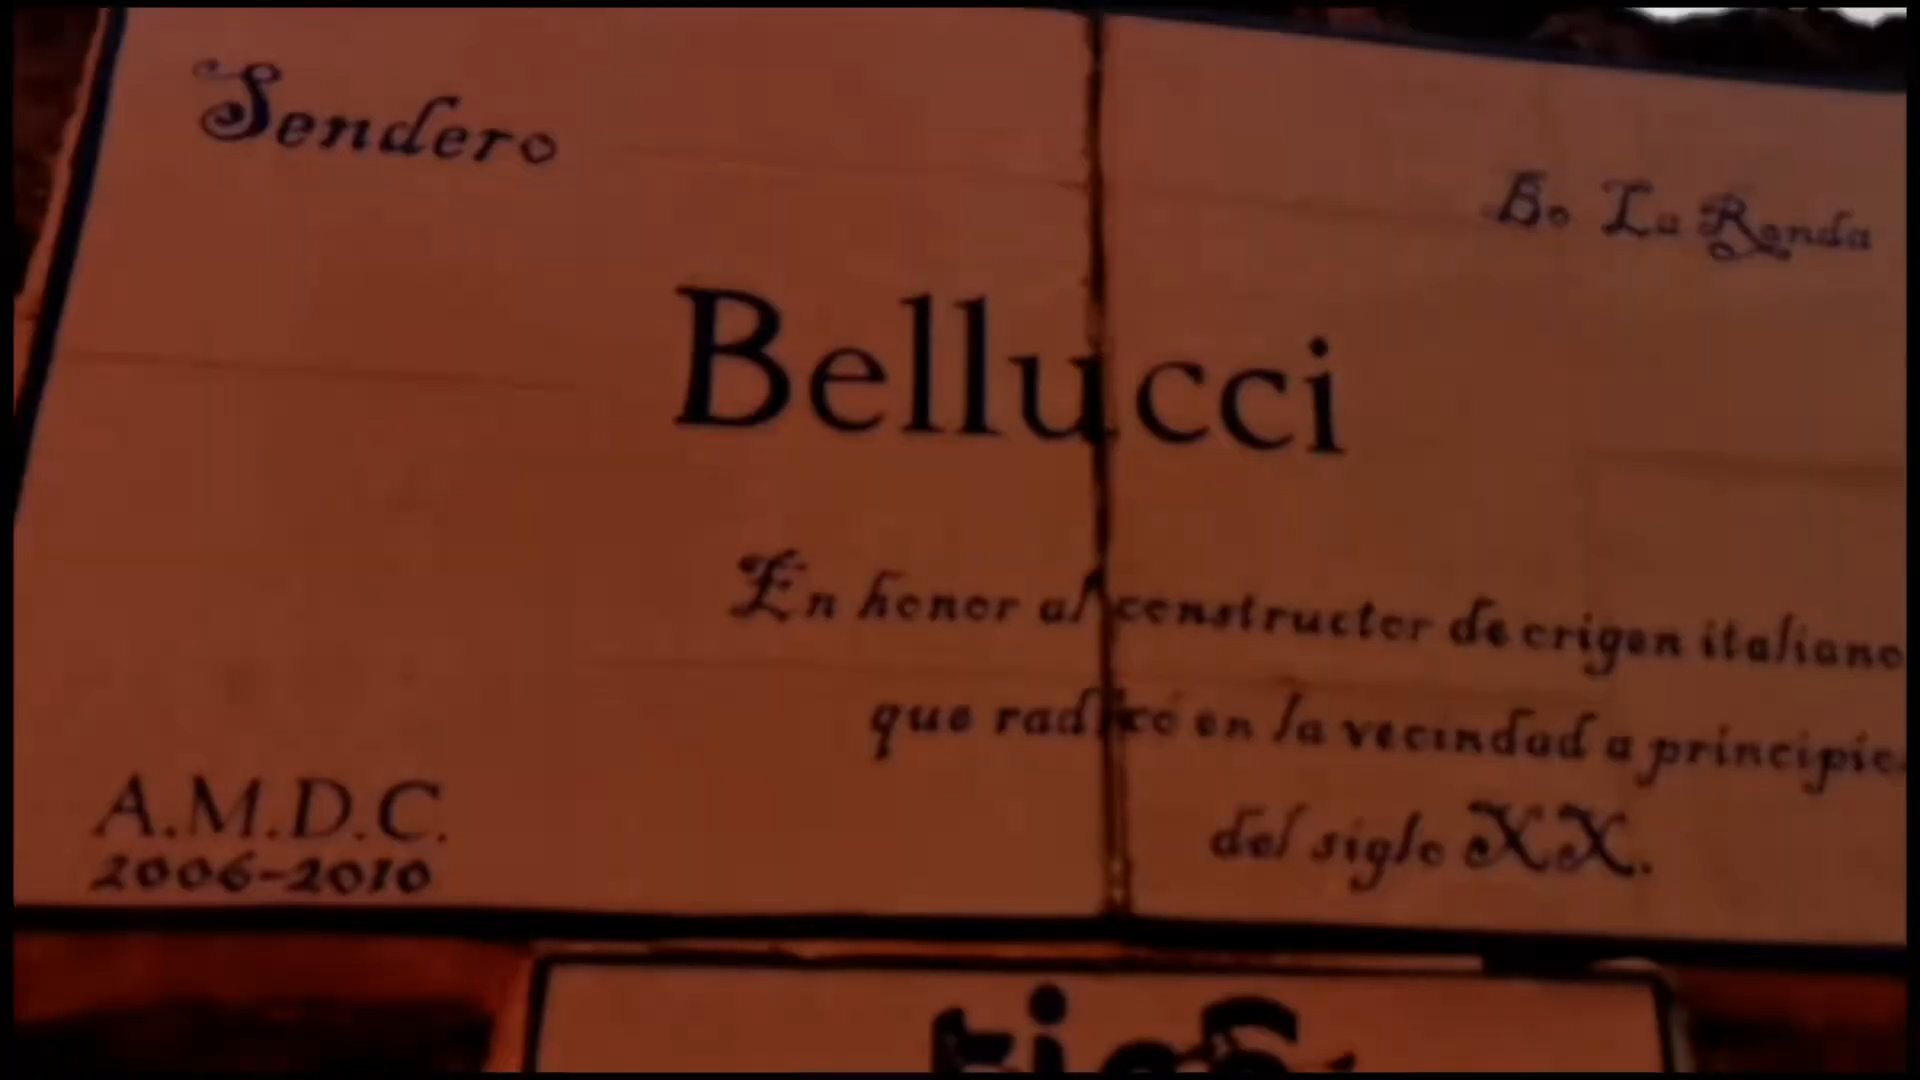 Sendero
Bo La Ronda
Bellucci
En honor al constructor de origen italiano
que radicó en la vecindad a principio
del siglo XX.
A.M.D.C.
2006-2010